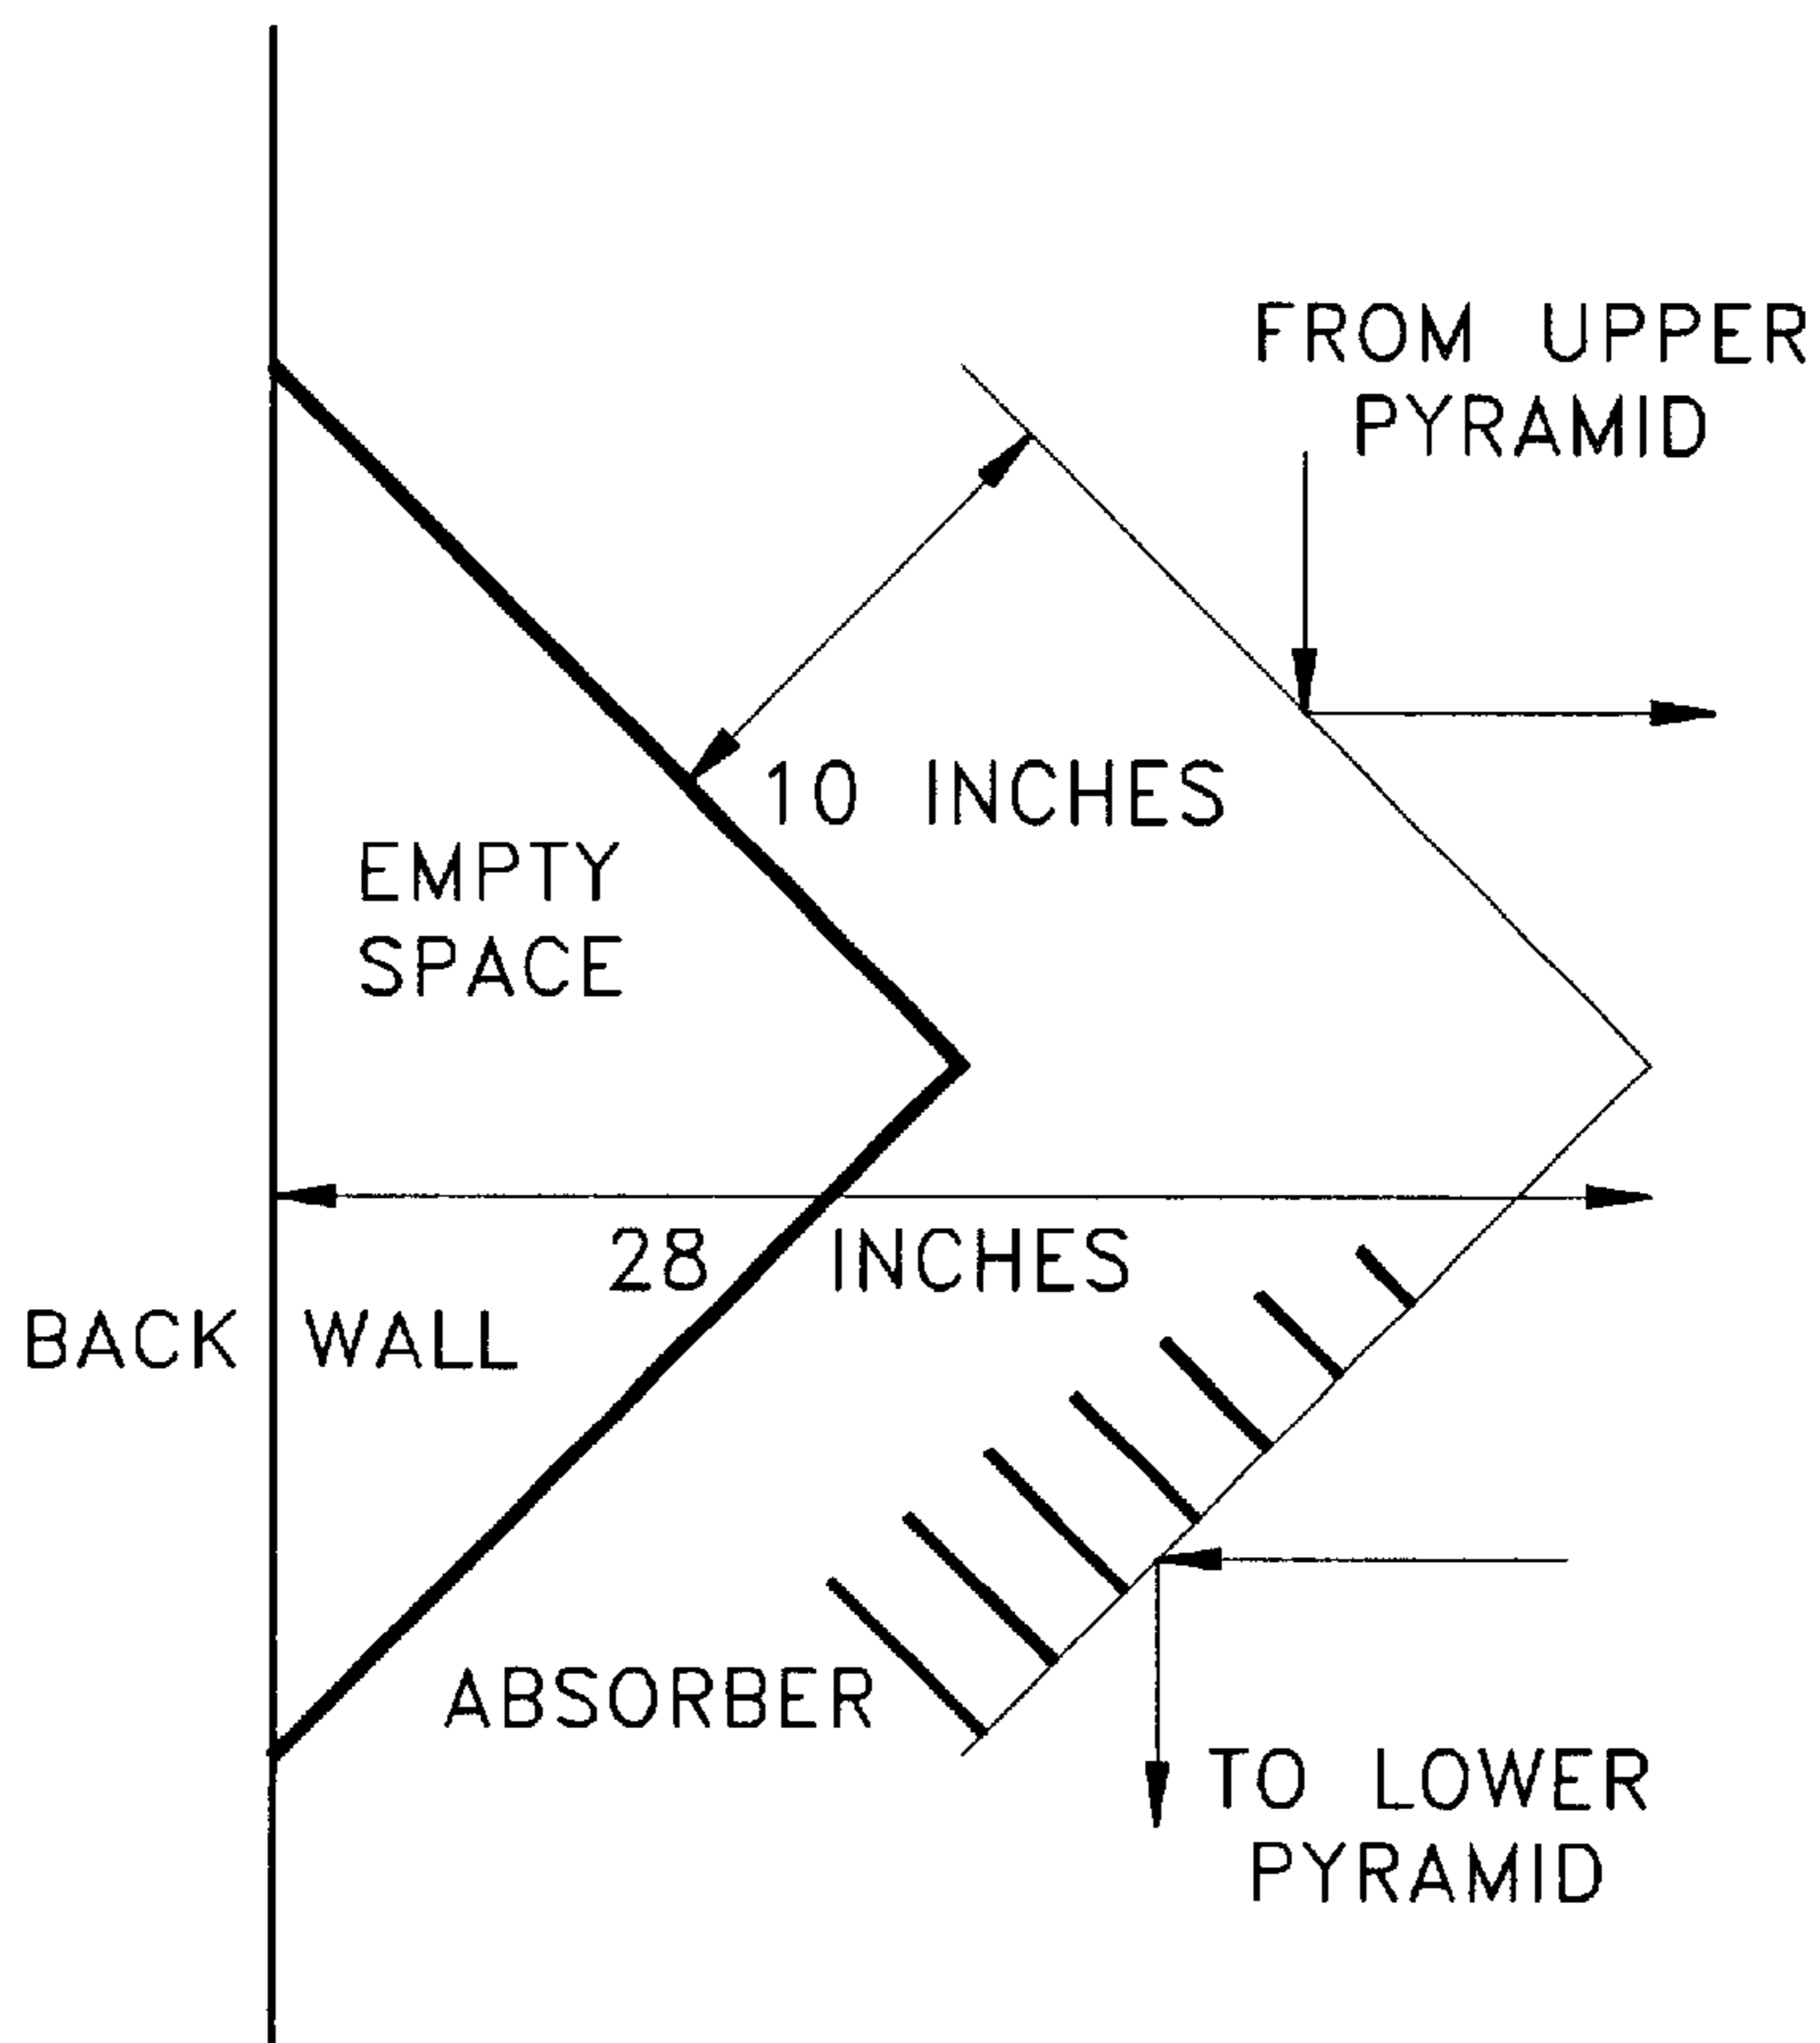 FROM UPPER
PYRAMID
10 INCHES
EMPTY
SPACE
28 INCHES
BACK WALL
ABSORBER
TO LOWER
PYRAMID